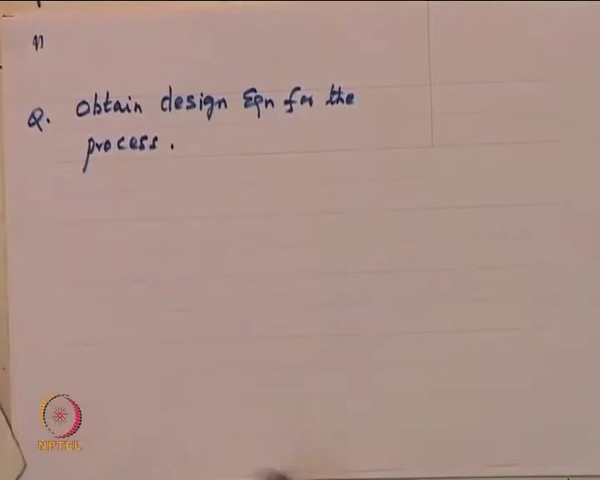 Q. Obtain design Eqn for the
process.
NPTEL